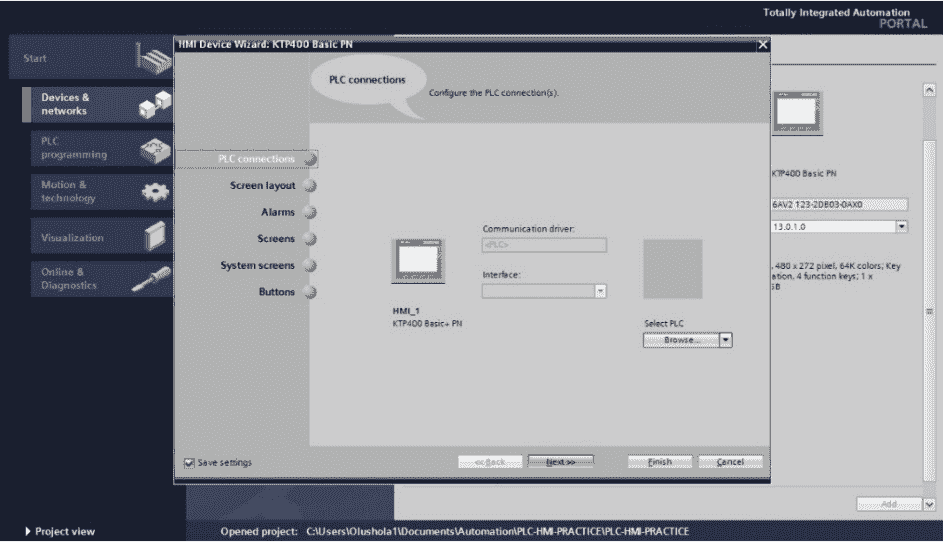 Totally Integrated Automation
PORTAL
HMI Device Wizard: KTP400 Basic PN
Start
Devices &
networks
PLC
programming
Motion &
technology
Visualization
Online &
Diagnostics
PLC connections
Configure the PLC connection(s).
PLC connections
Screen layout
Alarms
Screens
System screens
Buttons
Communication driver:
<PLC>
Interface:
HMI_1
KTP400 Basic+ PN
Select PLC
Browse...
KTP400 Basic PN
6AV2 123-2DB03-0AX0
13.0.1.0
, 480 x 272 pixel, 64K colors; Key
ation, 4 function keys; 1 x
SB
Save settings
<<Back
Next>>
Finish
Cancel
Add
Project view
Opened project: C:\Users\Olushola1\Documents\Automation\PLC-HMI-PRACTICE\PLC-HMI-PRACTICE